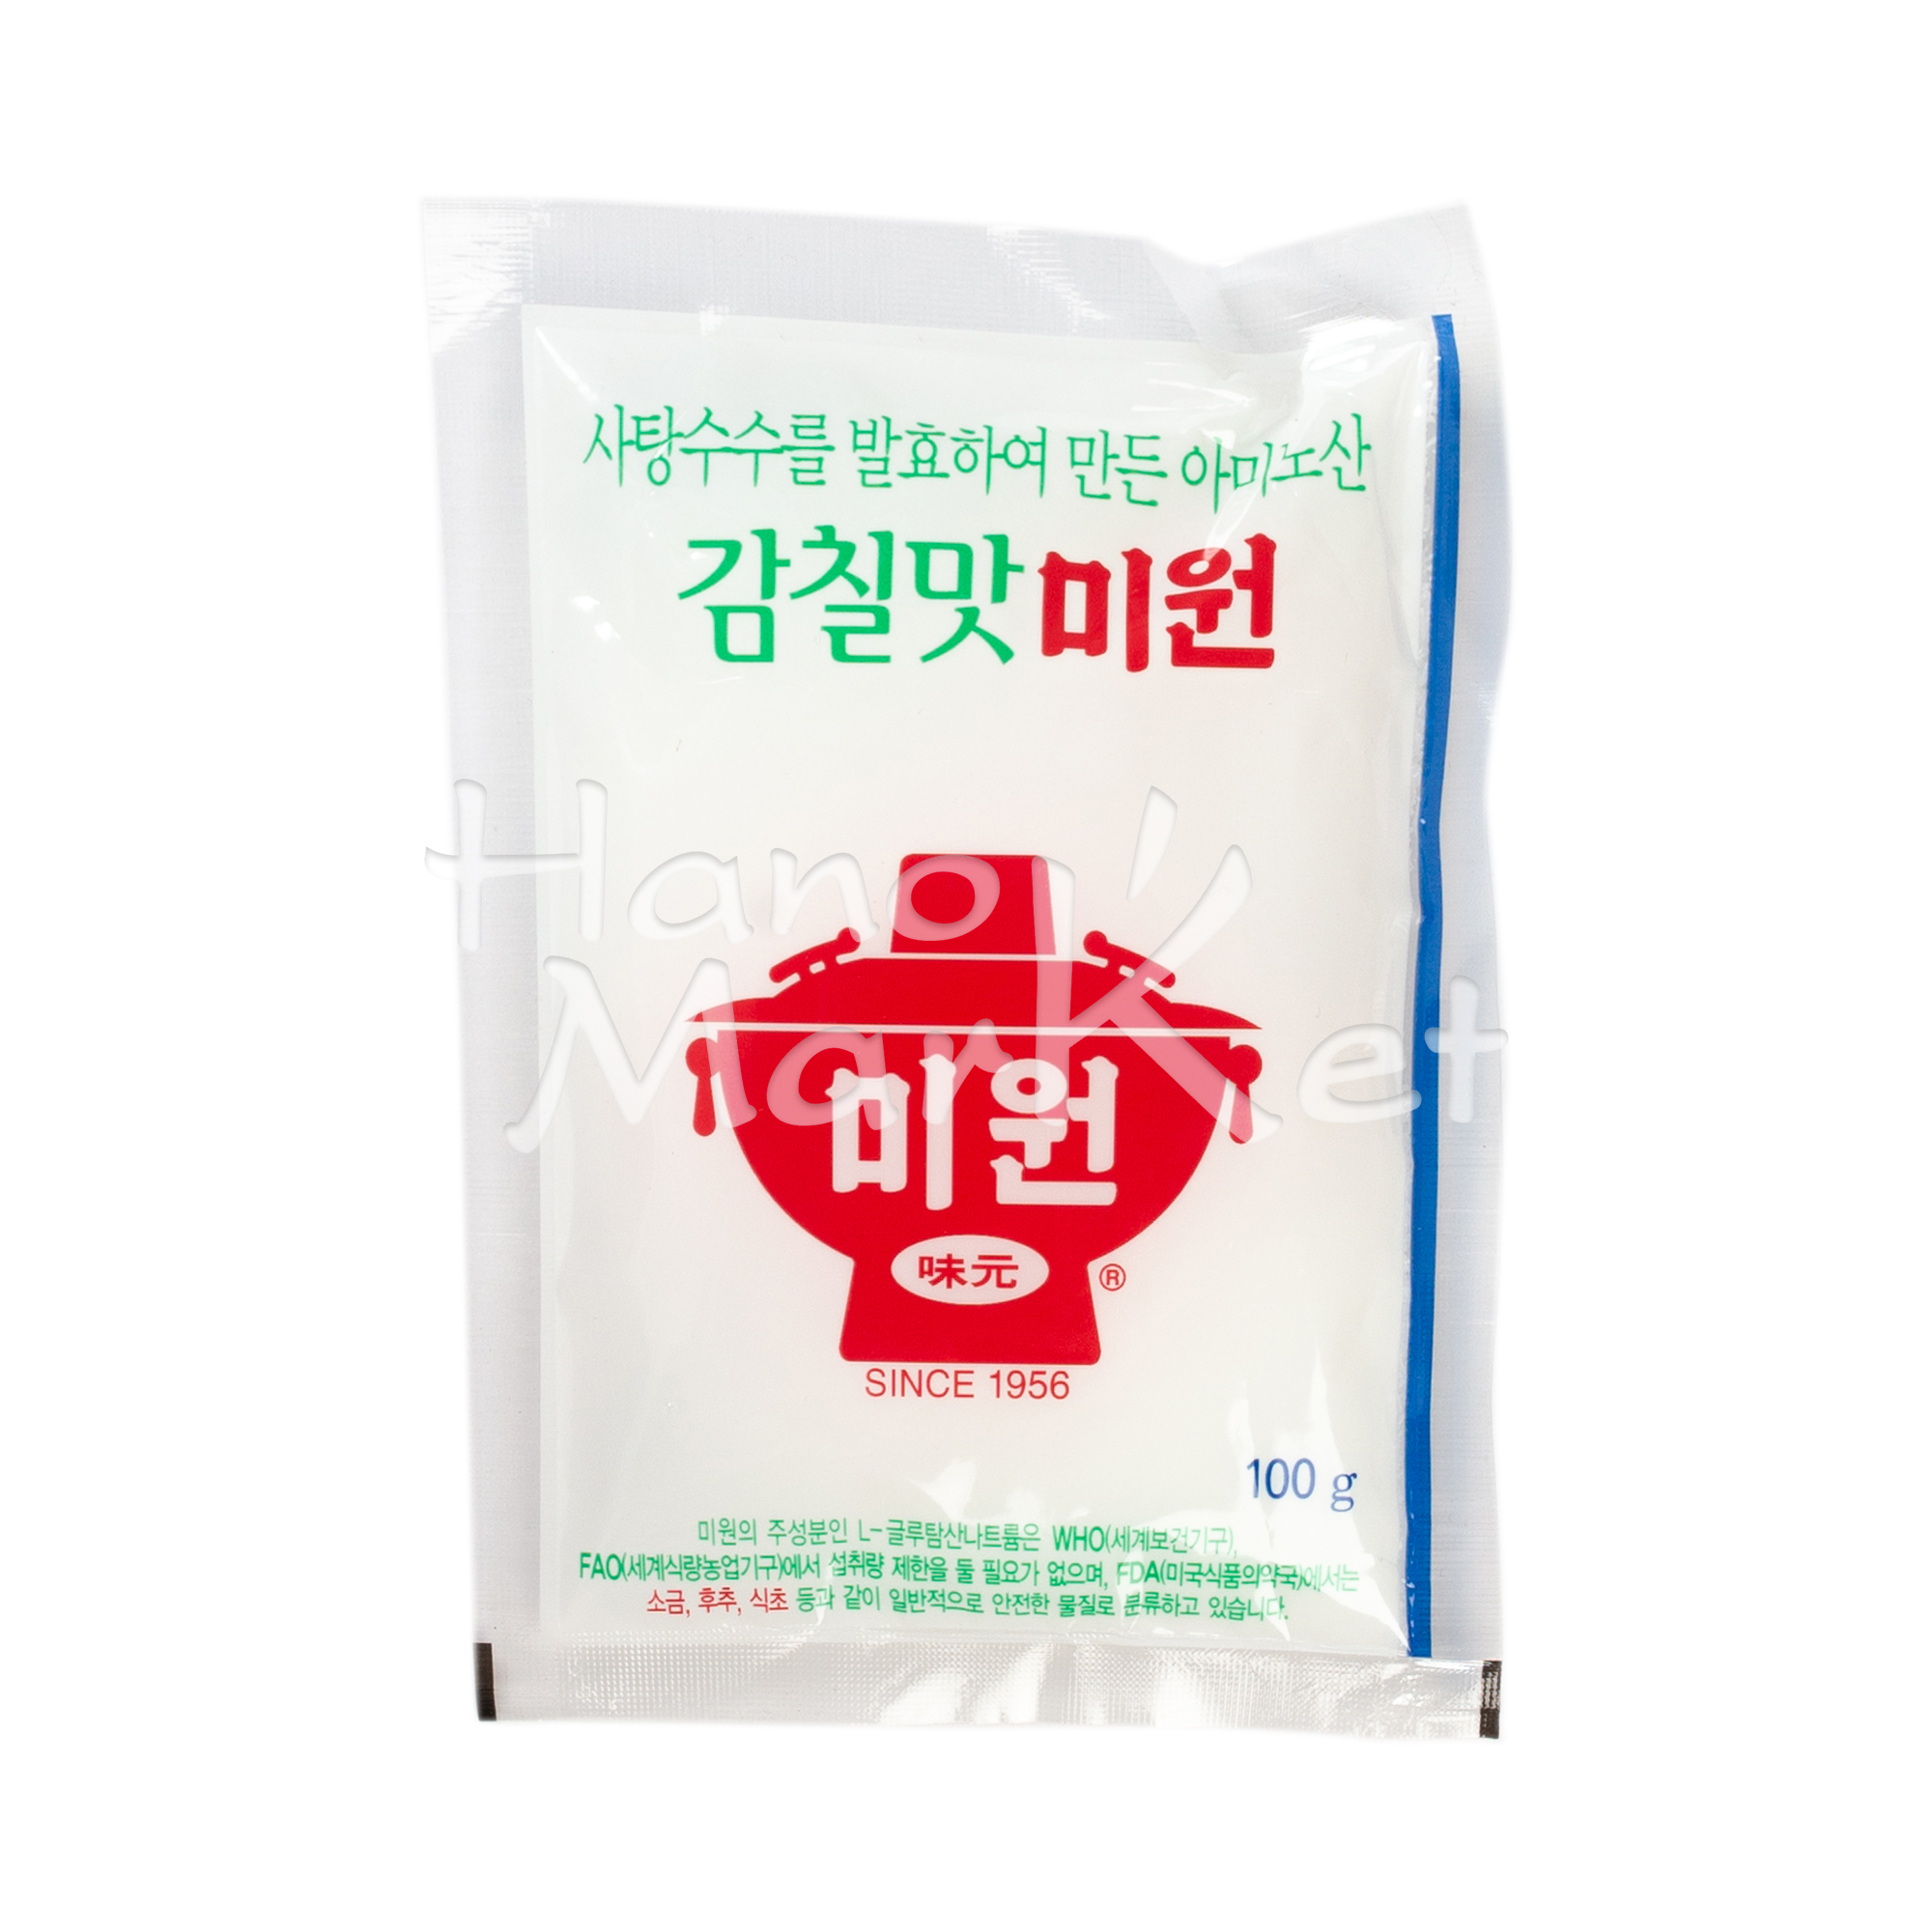 사탕수수를 발효하여 만든 아미노산
감칠맛 미원
Hano
Market
미원
味元 ®
SINCE 1956
100 g
미원의 주성분인 L-글루탐산나트륨은 WHO(세계보건기구),
FAO(세계식량농업기구)에서 섭취량 제한을 둘 필요가 없으며, FDA(미국식품의약국)에서는
소금, 후추, 식초 등과 같이 일반적으로 안전한 물질로 분류하고 있습니다.